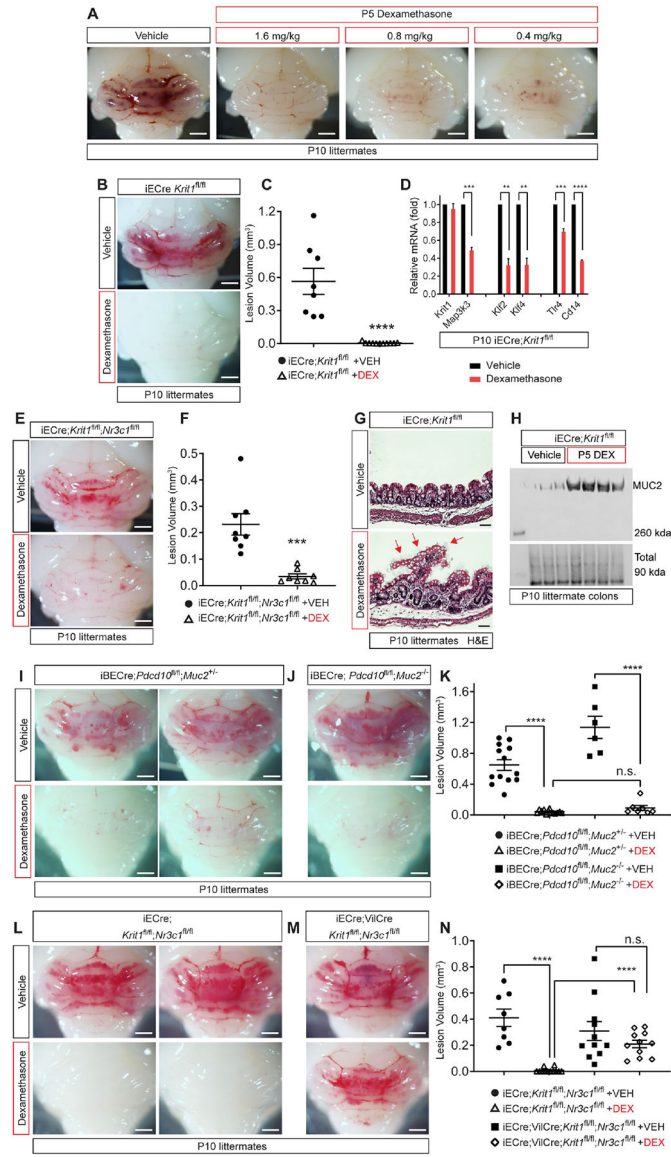 A
P5 Dexamethasone
Vehicle
1.6 mg/kg
0.8 mg/kg
0.4 mg/kg
P10 littermates
B
iECre Krit1fl/fl
Vehicle
Dexamethasone
P10 littermates
C
Lesion Volume (mm³)
1.2
0.9
0.6
0.3
0.0
****
iECre;Krit1fl/fl +VEH
iECre;Krit1fl/fl +DEX
D
Relative mRNA (fold)
1.0
0.8
0.6
0.4
0.2
0.0
***
**
**
***
****
Krit1
Map3k3
Klf2
Klf4
Tlr4
Cd14
P10 iECre;Krit1fl/fl
Vehicle
Dexamethasone
E
iECre;Krit1fl/fl;Nr3c1fl/fl
Vehicle
Dexamethasone
P10 littermates
F
Lesion Volume (mm³)
0.5
0.4
0.3
0.2
0.1
0.0
***
iECre;Krit1fl/fl;Nr3c1fl/fl +VEH
iECre;Krit1fl/fl;Nr3c1fl/fl +DEX
G
iECre;Krit1fl/fl
Vehicle
Dexamethasone
P10 littermates
H&E
H
iECre;Krit1fl/fl
Vehicle
P5 DEX
MUC2
260 kda
Total
90 kda
P10 littermate colons
I
iBECre;Pdcd10fl/fl;Muc2+/-
J
iBECre; Pdcd10fl/fl;Muc2-/-
Vehicle
Dexamethasone
P10 littermates
K
Lesion Volume (mm³)
1.6
1.2
0.8
0.4
0.0
****
****
n.s.
iBECre;Pdcd10fl/fl;Muc2+/- +VEH
iBECre;Pdcd10fl/fl;Muc2+/- +DEX
iBECre;Pdcd10fl/fl;Muc2-/- +VEH
iBECre;Pdcd10fl/fl;Muc2-/- +DEX
L
iECre;
Krit1fl/fl;Nr3c1fl/fl
M
iECre;VilCre
Krit1fl/fl;Nr3c1fl/fl
Vehicle
Dexamethasone
P10 littermates
N
Lesion Volume (mm³)
1.0
0.8
0.6
0.4
0.2
0.0
****
****
n.s.
iECre;Krit1fl/fl;Nr3c1fl/fl +VEH
iECre;Krit1fl/fl;Nr3c1fl/fl +DEX
iECre;VilCre;Krit1fl/fl;Nr3c1fl/fl +VEH
iECre;VilCre;Krit1fl/fl;Nr3c1fl/fl +DEX